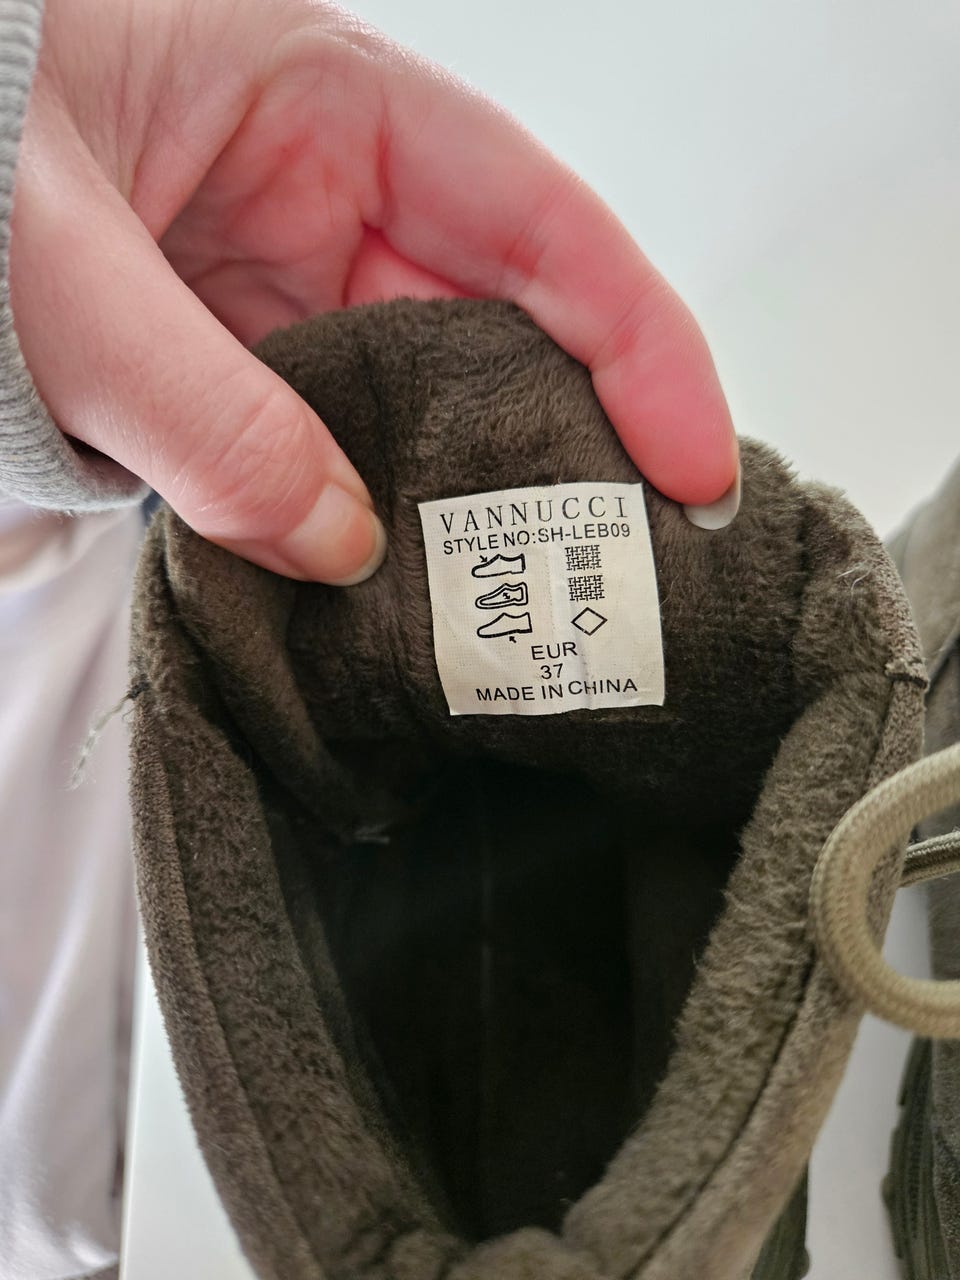 VANNUCCI
STYLE NO:SH-LEB09
EUR
37
MADE IN CHINA